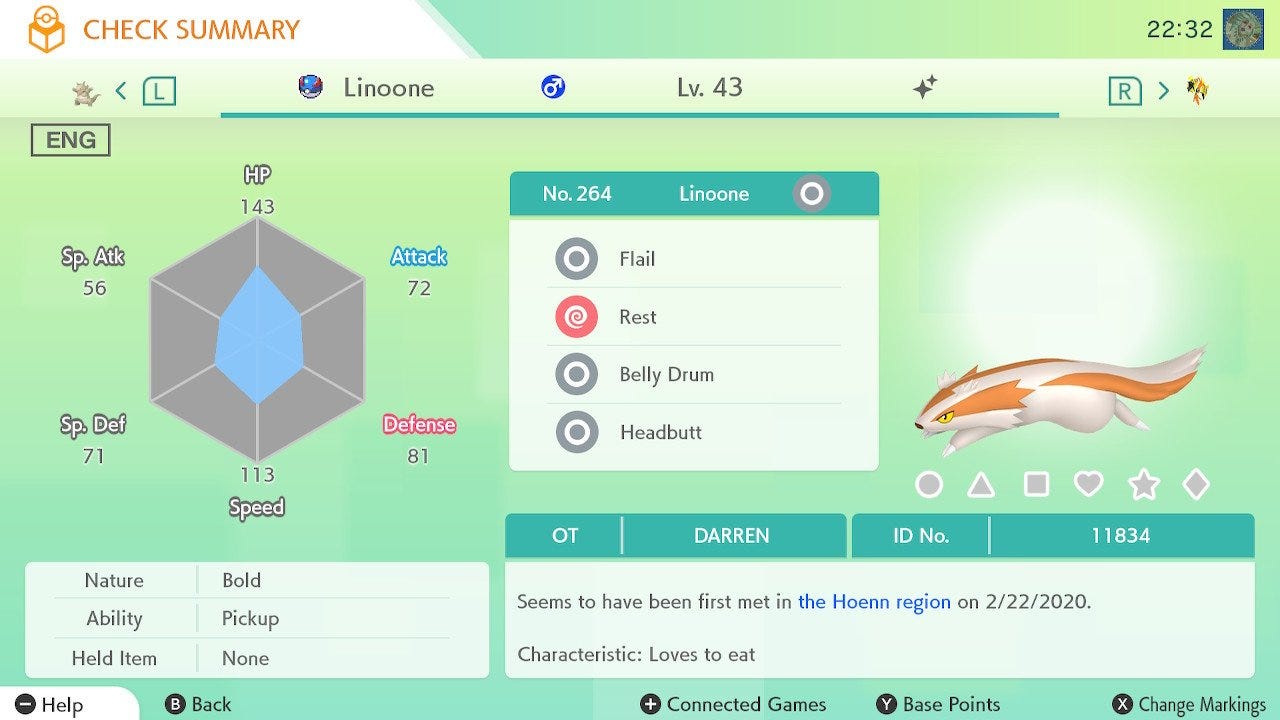 CHECK SUMMARY
22:32
L
Linoone
Lv. 43
R
ENG
HP
143
Sp. Atk
56
Attack
72
Sp. Def
71
Defense
81
113
Speed
No. 264 Linoone
Flail
Rest
Belly Drum
Headbutt
OT DARREN ID No. 11834
Nature Bold
Ability Pickup
Held Item None
Seems to have been first met in the Hoenn region on 2/22/2020.
Characteristic: Loves to eat
Help
B Back
Connected Games
Y Base Points
X Change Markings